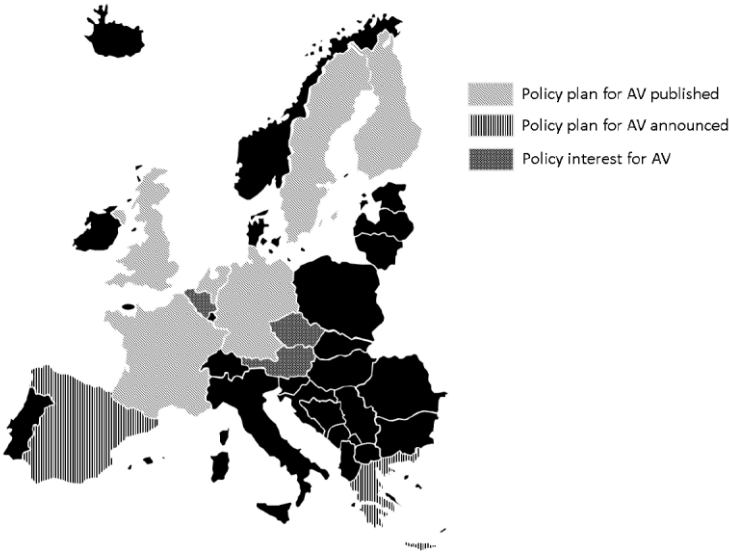 Policy plan for AV published
Policy plan for AV announced
Policy interest for AV